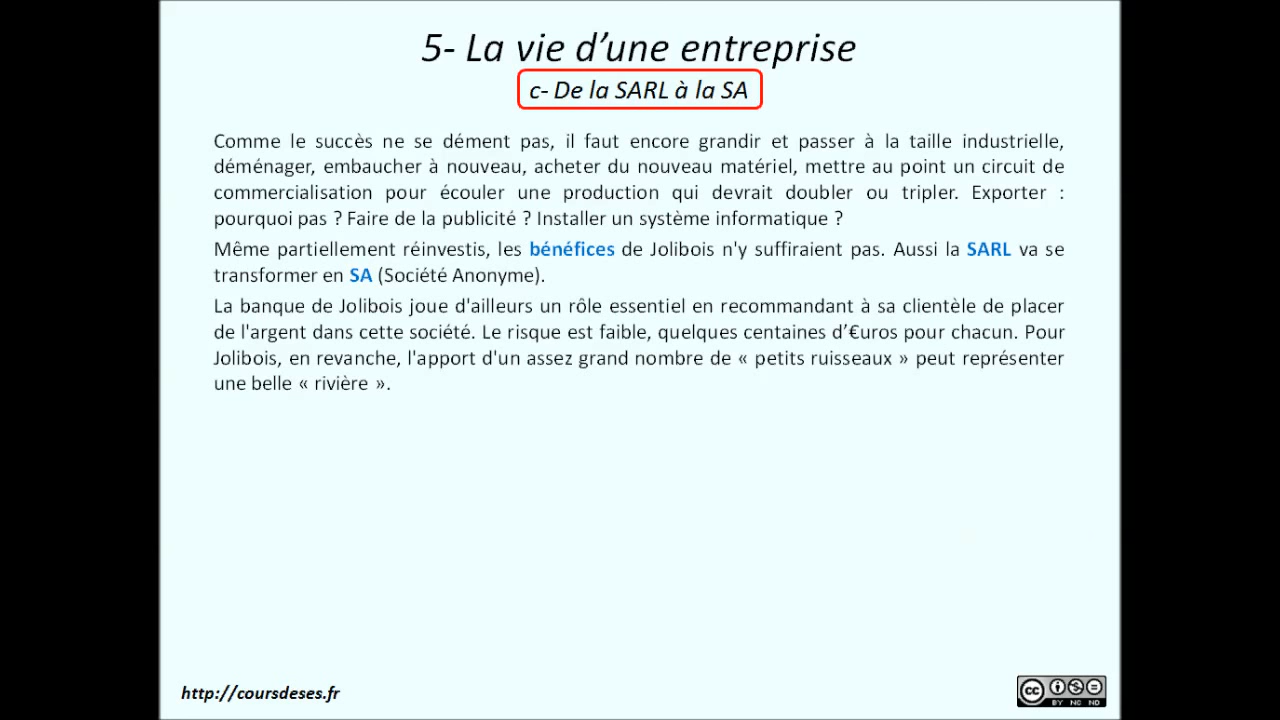 5- La vie d’une entreprise
c- De la SARL à la SA
Comme le succès ne se dément pas, il faut encore grandir et passer à la taille industrielle,
déménager, embaucher à nouveau, acheter du nouveau matériel, mettre au point un circuit de
commercialisation pour écouler une production qui devrait doubler ou tripler. Exporter :
pourquoi pas ? Faire de la publicité ? Installer un système informatique ?
Même partiellement réinvestis, les bénéfices de Jolibois n'y suffiraient pas. Aussi la SARL va se
transformer en SA (Société Anonyme).
La banque de Jolibois joue d'ailleurs un rôle essentiel en recommandant à sa clientèle de placer
de l'argent dans cette société. Le risque est faible, quelques centaines d’€uros pour chacun. Pour
Jolibois, en revanche, l'apport d'un assez grand nombre de « petits ruisseaux » peut représenter
une belle « rivière ».
http://coursdeses.fr
cc
BY NC ND